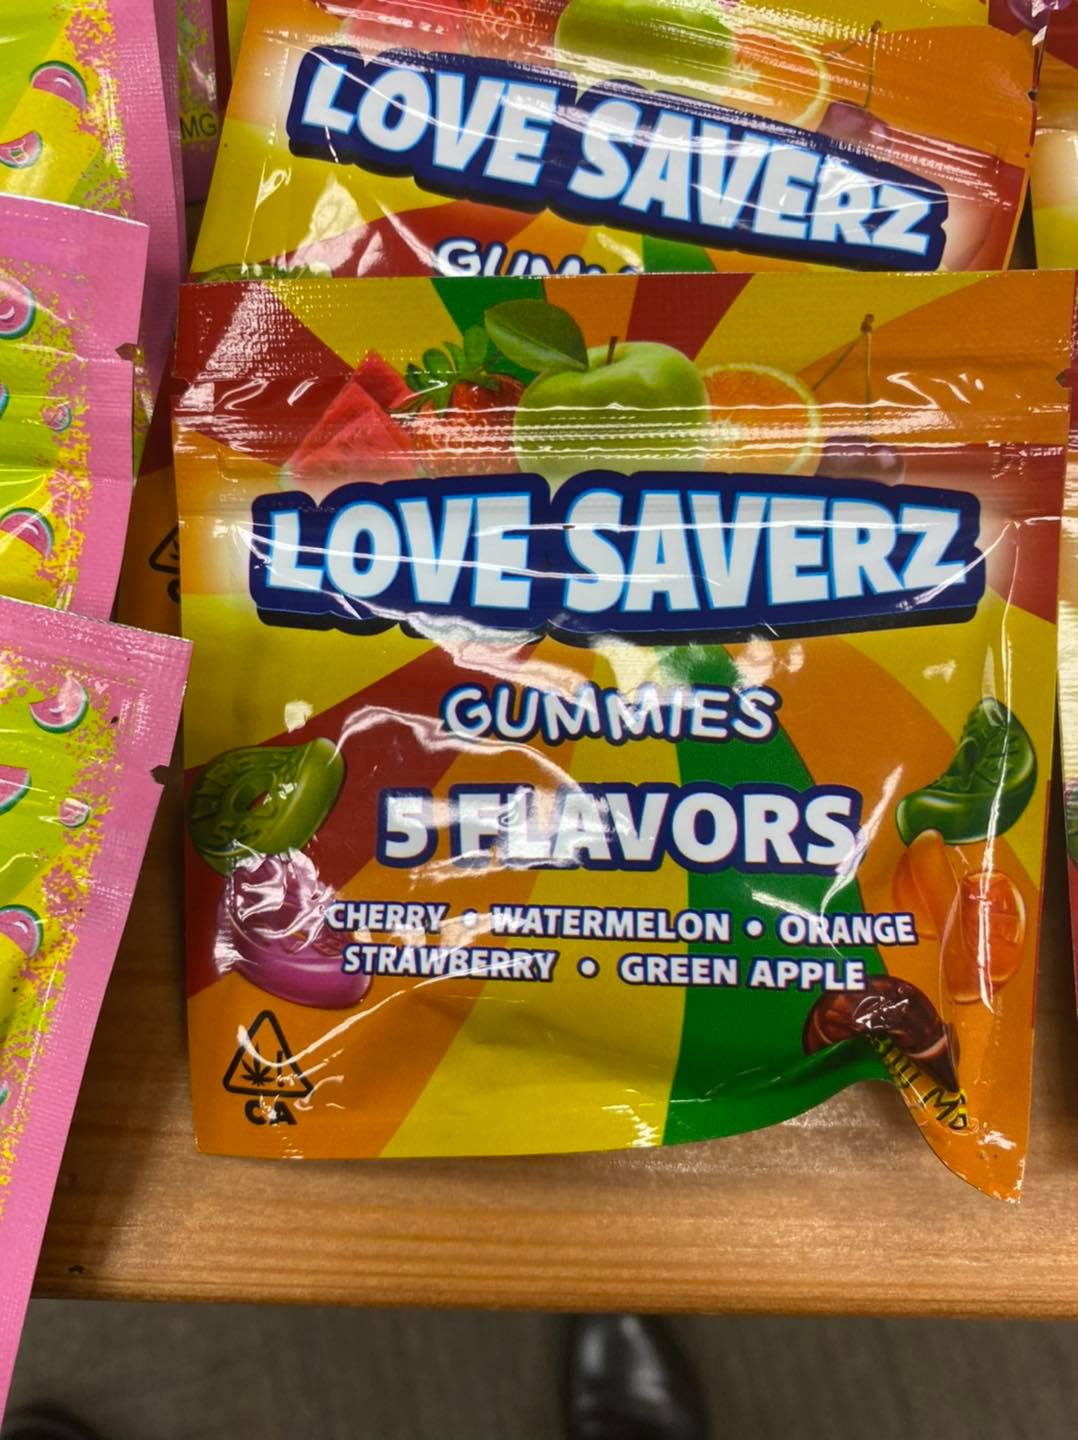 MG
LOVE SAVERZ
LOVE SAVERZ
GUMMIES
5 FLAVORS
CHERRY • WATERMELON • ORANGE
STRAWBERRY • GREEN APPLE
CA